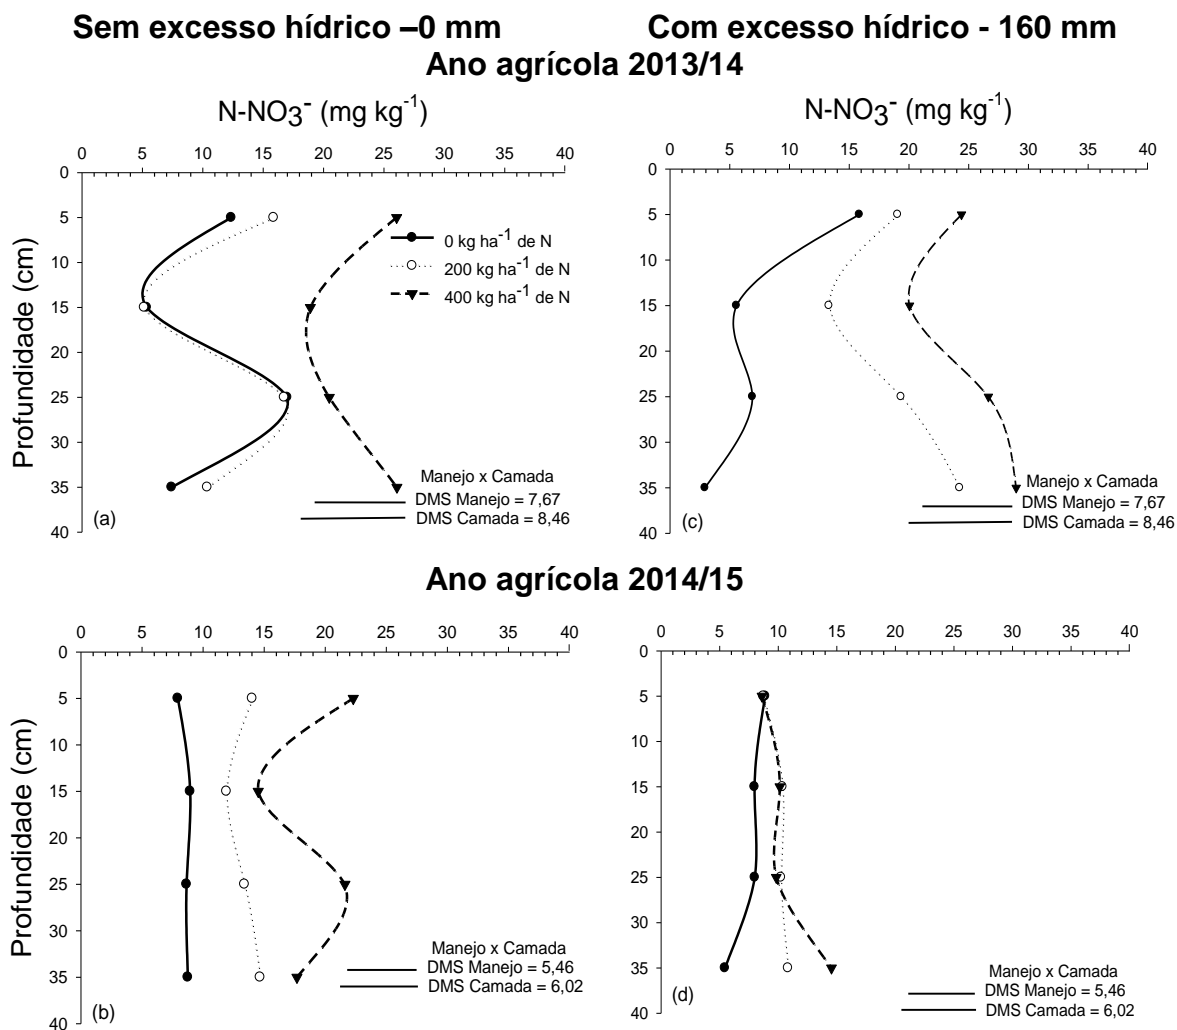 Sem excesso hídrico –0 mm
Com excesso hídrico - 160 mm
Ano agrícola 2013/14
N-NO3- (mg kg-1)
0 5 10 15 20 25 30 35 40
Profundidade (cm)
0
5
10
15
20
25
30
35
40
0 kg ha-1 de N
200 kg ha-1 de N
400 kg ha-1 de N
Manejo x Camada
DMS Manejo = 7,67
DMS Camada = 8,46
(a)
N-NO3- (mg kg-1)
0 5 10 15 20 25 30 35 40
0
5
10
15
20
25
30
35
40
Manejo x Camada
DMS Manejo = 7,67
DMS Camada = 8,46
(c)
Ano agrícola 2014/15
0 5 10 15 20 25 30 35 40
Profundidade (cm)
0
5
10
15
20
25
30
35
40
Manejo x Camada
DMS Manejo = 5,46
DMS Camada = 6,02
(b)
0 5 10 15 20 25 30 35 40
0
5
10
15
20
25
30
35
40
Manejo x Camada
DMS Manejo = 5,46
DMS Camada = 6,02
(d)